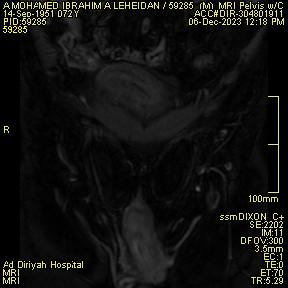 A MOHAMED IBRAHIM A LEHEIDAN / 59285 (M) MRI Pelvis w/C
14-Sep-1951 072Y ACC#DIR-304801911
PID:59285 06-Dec-2023 12:18 PM
59285
R
100mm
ssmDIXON_C+
SE:2202
IM:11
DFOV:300
3.5mm
Ad Diriyah Hospital EC:1
MRI TE:0
MRI ET:70
TR:5.29